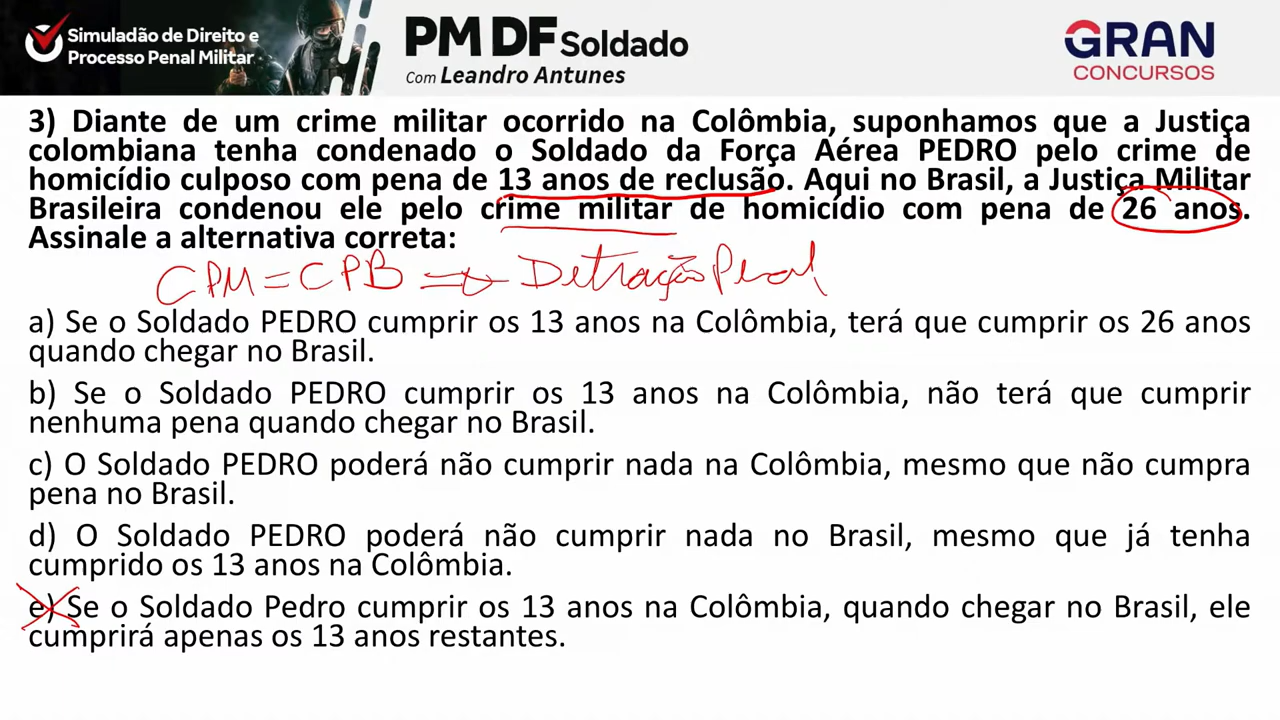 Simuladão de Direito e
Processo Penal Militar
PM DF Soldado
Com Leandro Antunes
GRAN
CONCURSOS
3) Diante de um crime militar ocorrido na Colômbia, suponhamos que a Justiça
colombiana tenha condenado o Soldado da Força Aérea PEDRO pelo crime de
homicídio culposo com pena de 13 anos de reclusão. Aqui no Brasil, a Justiça Militar
Brasileira condenou ele pelo crime militar de homicídio com pena de 26 anos.
Assinale a alternativa correta:
CPM = CPB => Detração Penal
a) Se o Soldado PEDRO cumprir os 13 anos na Colômbia, terá que cumprir os 26 anos
quando chegar no Brasil.
b) Se o Soldado PEDRO cumprir os 13 anos na Colômbia, não terá que cumprir
nenhuma pena quando chegar no Brasil.
c) O Soldado PEDRO poderá não cumprir nada na Colômbia, mesmo que não cumpra
pena no Brasil.
d) O Soldado PEDRO poderá não cumprir nada no Brasil, mesmo que já tenha
cumprido os 13 anos na Colômbia.
e) Se o Soldado Pedro cumprir os 13 anos na Colômbia, quando chegar no Brasil, ele
cumprirá apenas os 13 anos restantes.